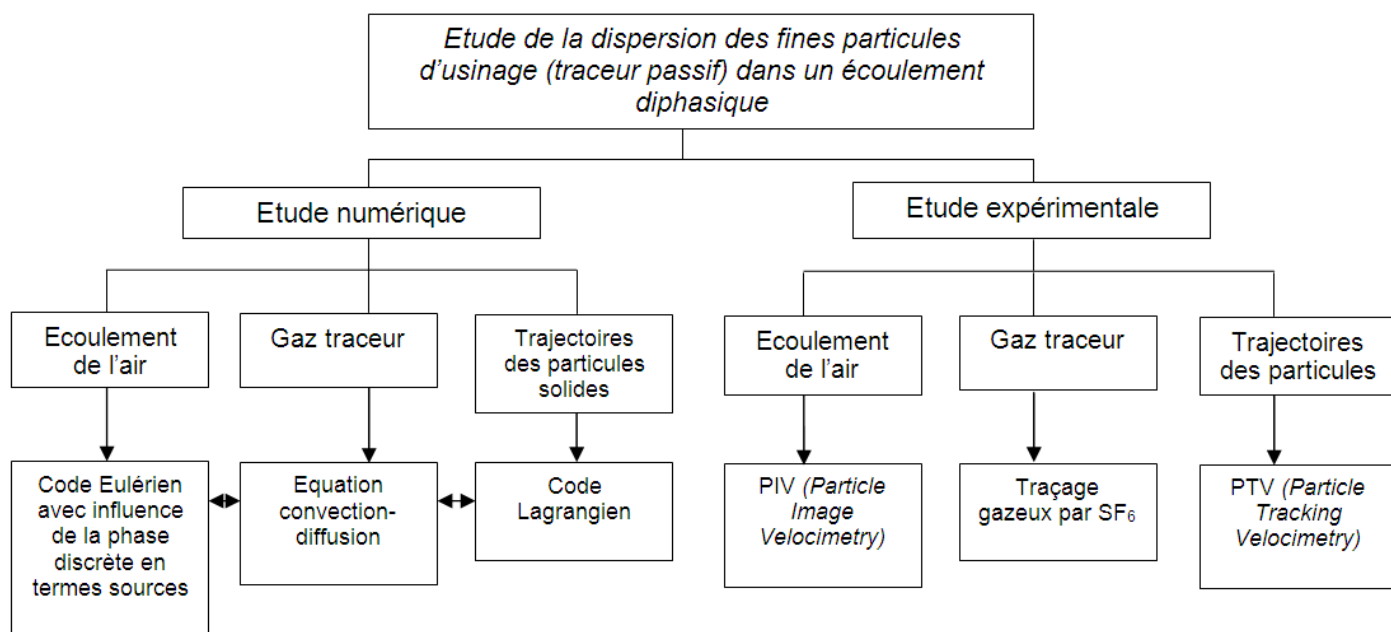 Etude de la dispersion des fines particules
d'usinage (traceur passif) dans un écoulement
diphasique
Etude numérique
Etude expérimentale
Ecoulement
de l'air
Gaz traceur
Trajectoires
des particules
solides
Ecoulement
de l'air
Gaz traceur
Trajectoires
des particules
Code Eulérien
avec influence
de la phase
discrète en
termes sources
Equation
convection-
diffusion
Code
Lagrangien
PIV (Particle
Image
Velocimetry)
Traçage
gazeux par SF₆
PTV (Particle
Tracking
Velocimetry)